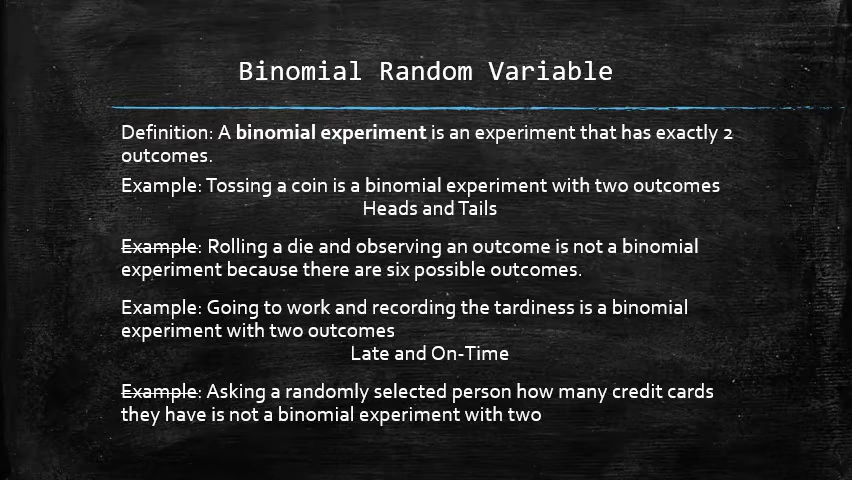 Binomial Random Variable
Definition: A binomial experiment is an experiment that has exactly 2
outcomes.
Example: Tossing a coin is a binomial experiment with two outcomes
Heads and Tails
Example: Rolling a die and observing an outcome is not a binomial
experiment because there are six possible outcomes.
Example: Going to work and recording the tardiness is a binomial
experiment with two outcomes
Late and On-Time
Example: Asking a randomly selected person how many credit cards
they have is not a binomial experiment with two